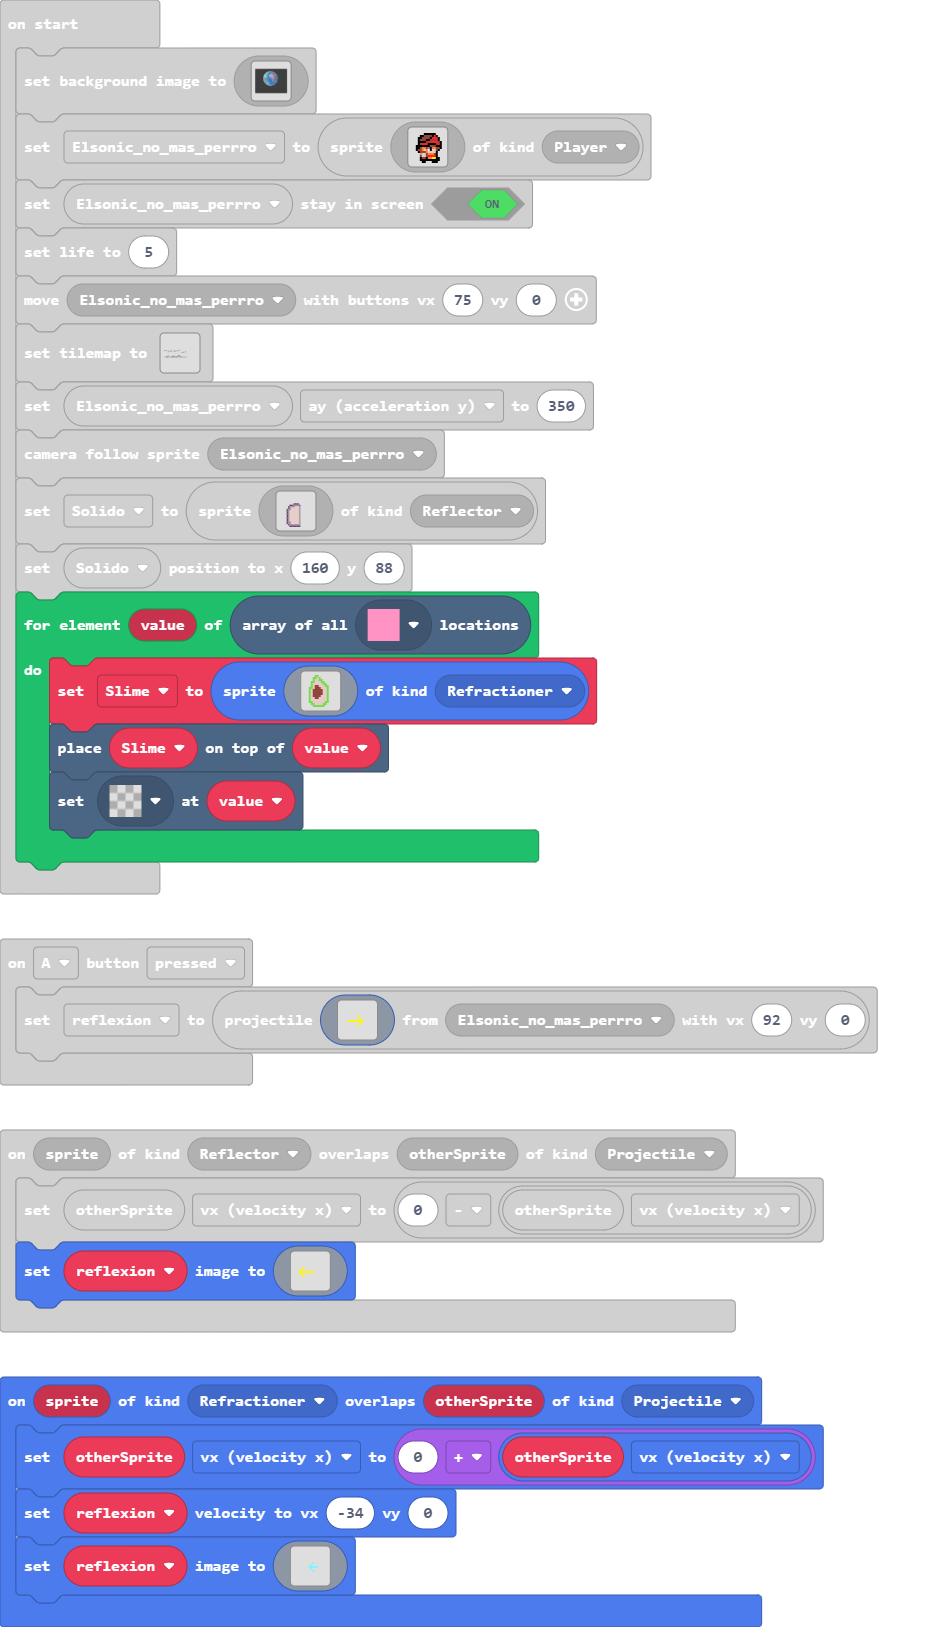 on start
set background image to
set Elsonic_no_mas_perrro to sprite of kind Player
set Elsonic_no_mas_perrro stay in screen ON
set life to 5
move Elsonic_no_mas_perrro with buttons vx 75 vy 0
set tilemap to
set Elsonic_no_mas_perrro ay (acceleration y) to 350
camera follow sprite Elsonic_no_mas_perrro
set Solido to sprite of kind Reflector
set Solido position to x 160 y 88
for element value of array of all locations
do
set Slime to sprite of kind Refractioner
place Slime on top of value
set at value
on A button pressed
set reflexion to projectile from Elsonic_no_mas_perrro with vx 92 vy 0
on sprite of kind Reflector overlaps otherSprite of kind Projectile
set otherSprite vx (velocity x) to 0 - otherSprite vx (velocity x)
set reflexion image to
on sprite of kind Refractioner overlaps otherSprite of kind Projectile
set otherSprite vx (velocity x) to 0 + otherSprite vx (velocity x)
set reflexion velocity to vx -34 vy 0
set reflexion image to